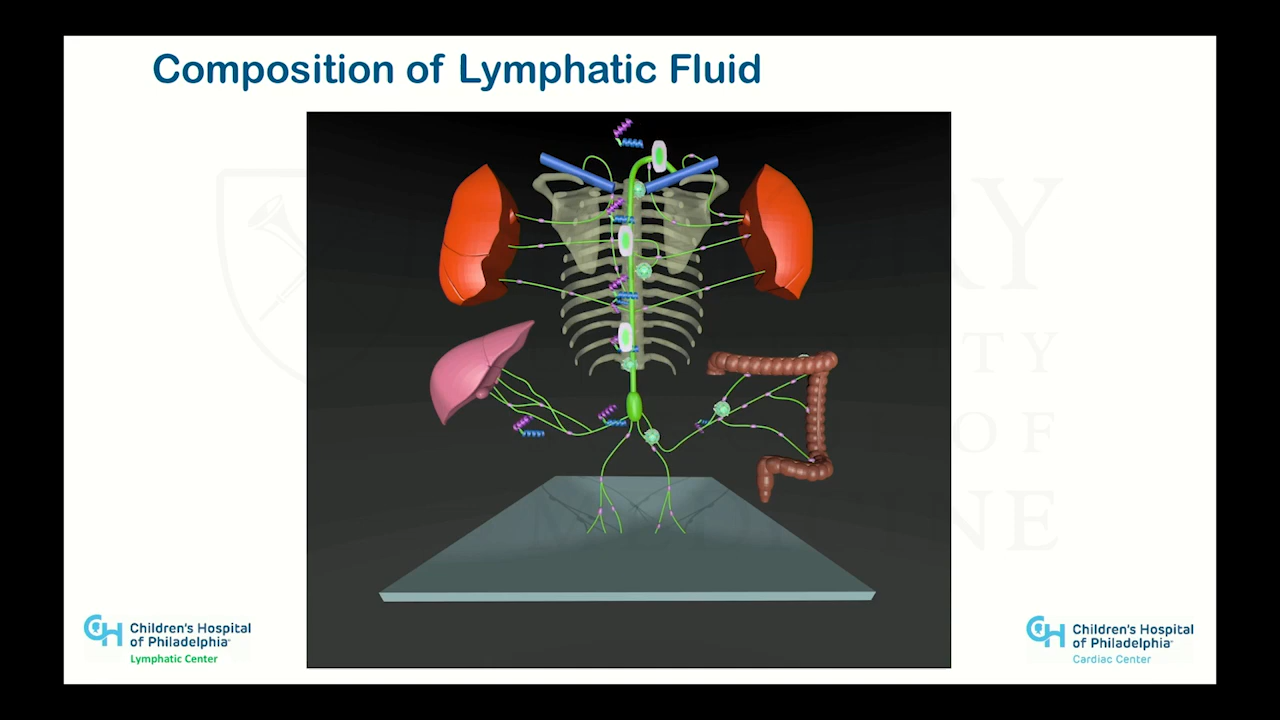 Composition of Lymphatic Fluid
Children's Hospital
of Philadelphia
Lymphatic Center
Children's Hospital
of Philadelphia
Cardiac Center